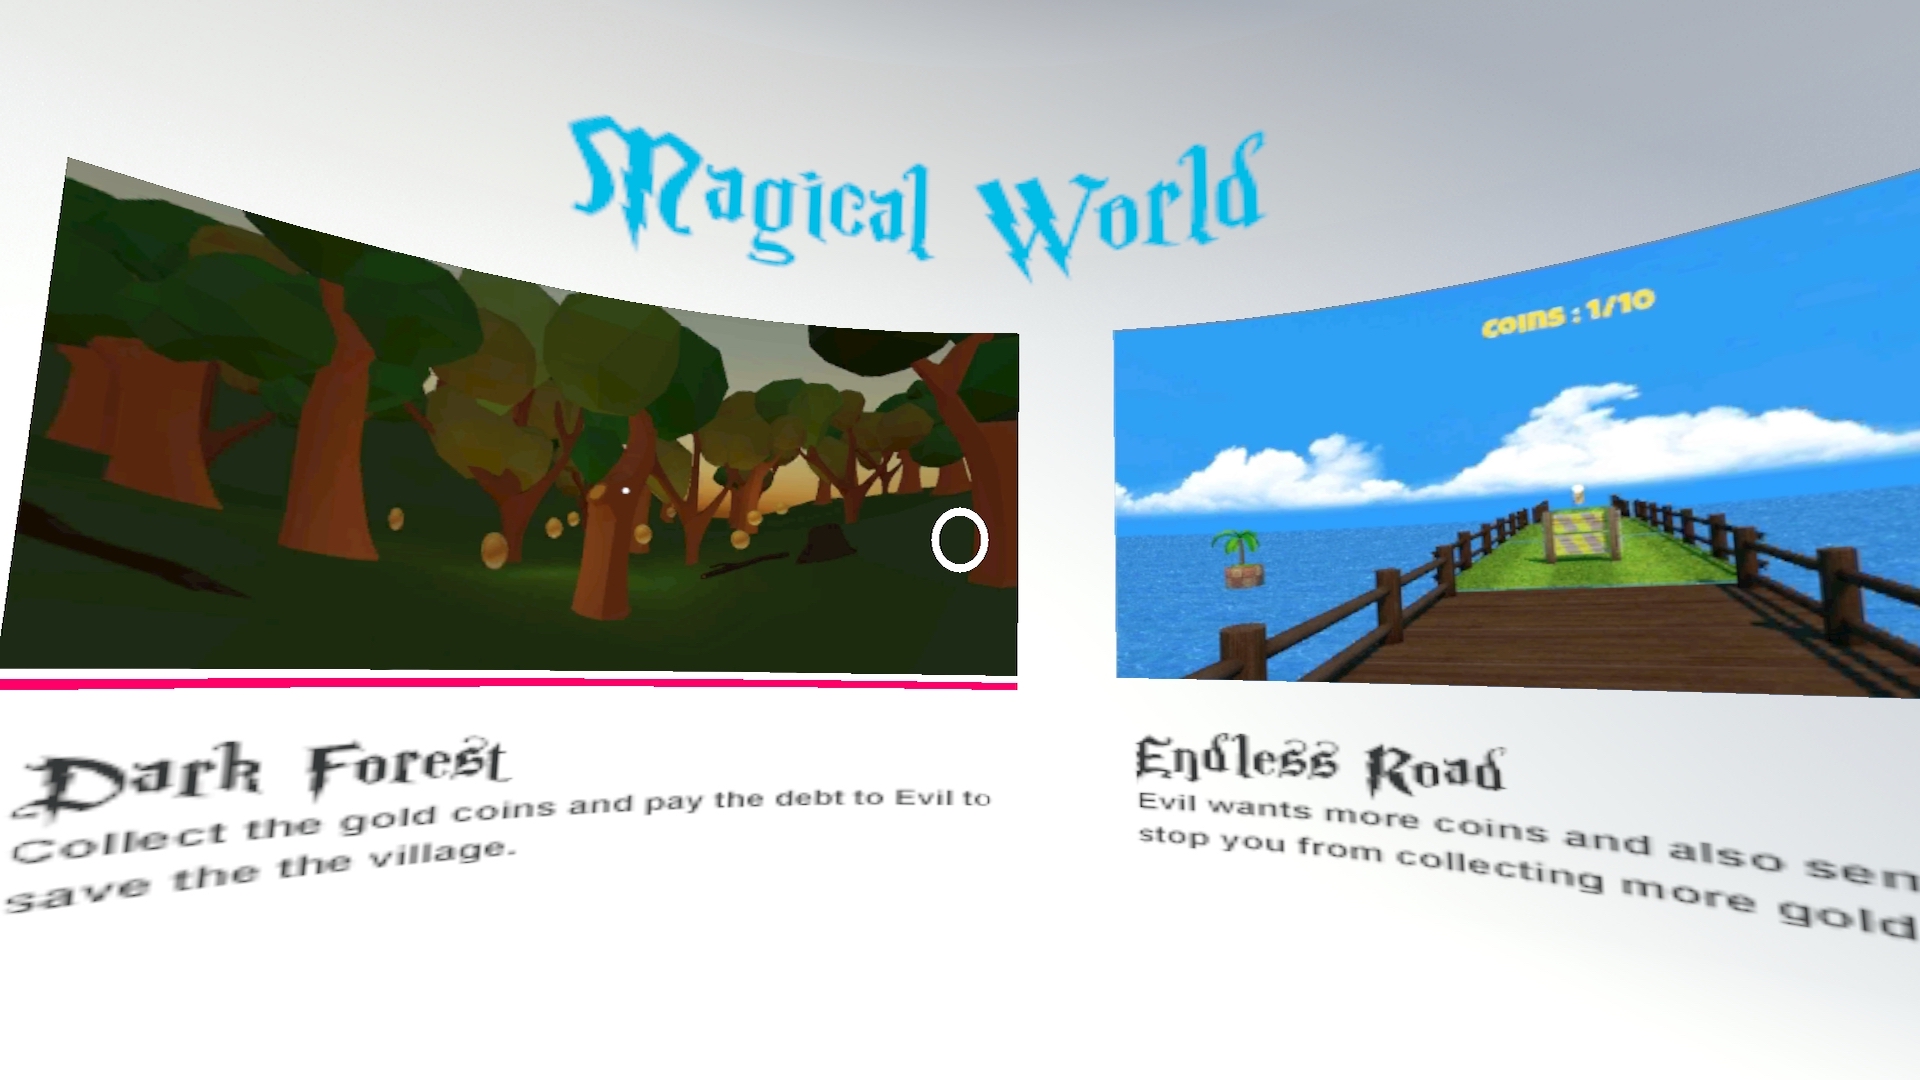 Magical World
coins : 1/10
Dark Forest
Collect the gold coins and pay the debt to Evil to
save the the village.
Endless Road
Evil wants more coins and also
stop you from collecting more gold